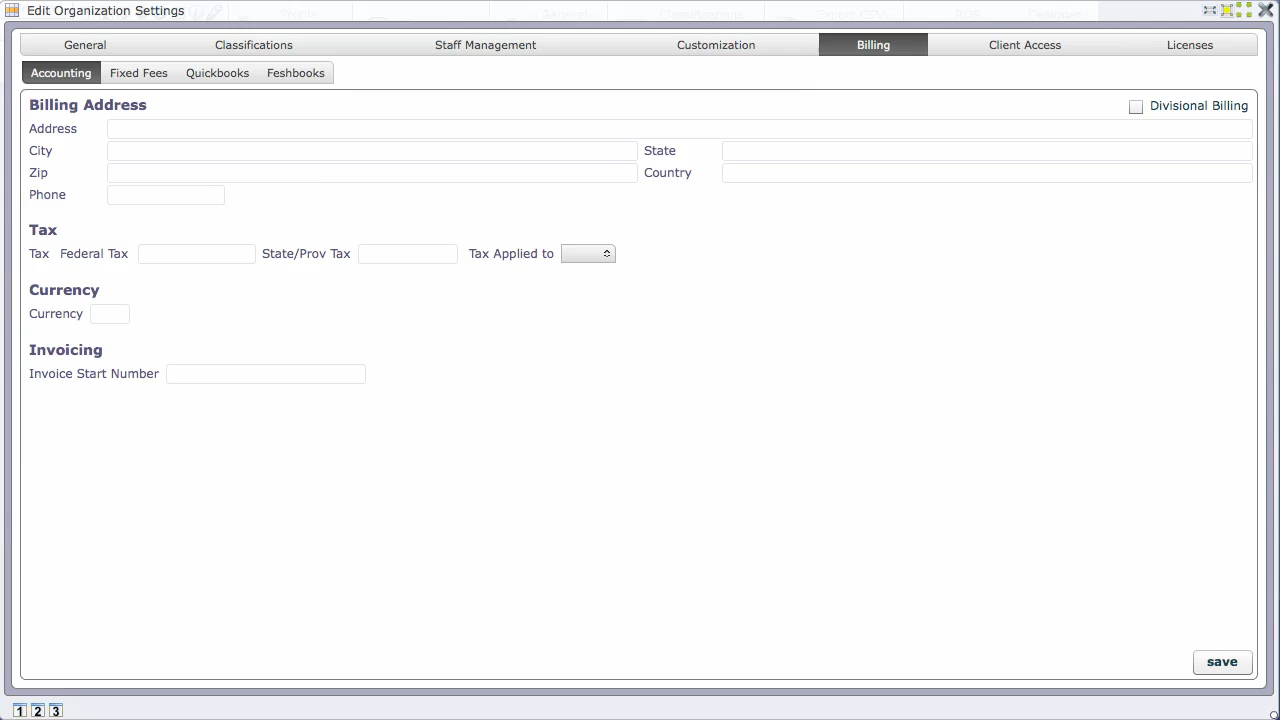 Edit Organization Settings
General Classifications Staff Management Customization Billing Client Access Licenses
Accounting Fixed Fees Quickbooks Feshbooks
Billing Address Divisional Billing
Address
City State
Zip Country
Phone
Tax
Tax Federal Tax State/Prov Tax Tax Applied to
Currency
Currency
Invoicing
Invoice Start Number
save
1 2 3